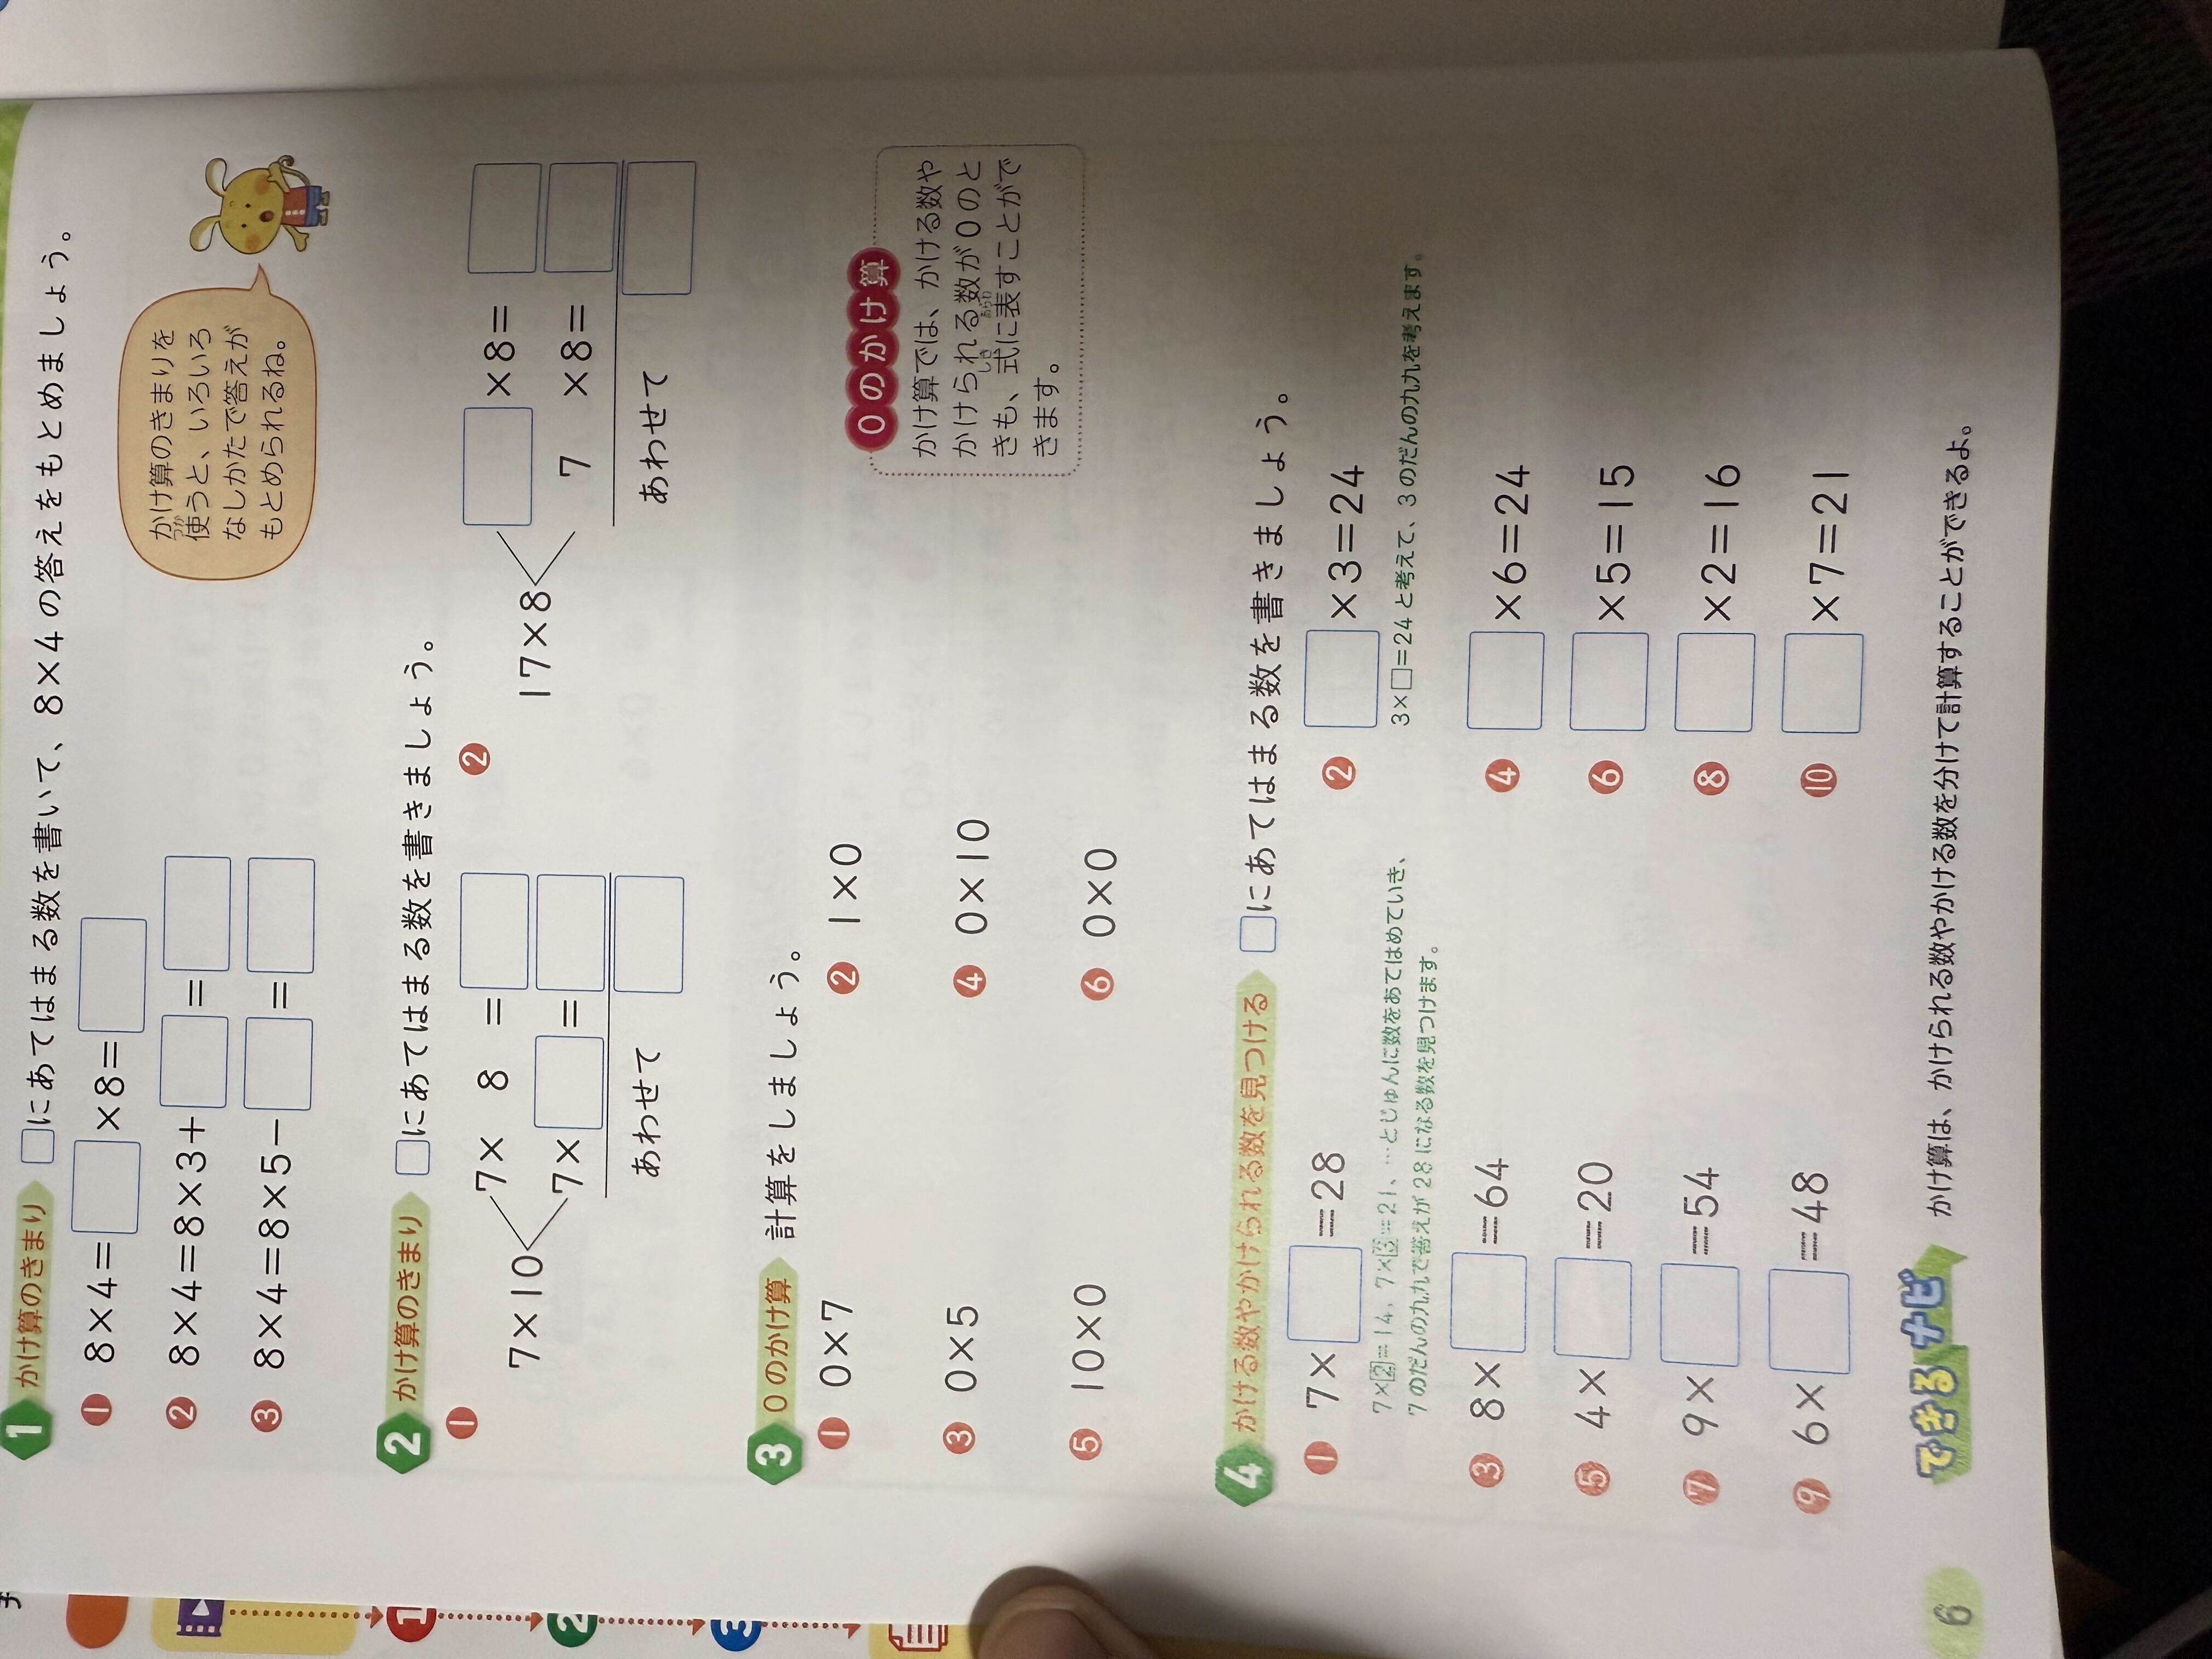 1 かけ算のきまり □にあてはまる数を書いて、8×4の答えをもとめましょう。
① 8×4=□×8=□
② 8×4=8×3+□=□
③ 8×4=8×5-□=□
かけ算のきまりを
使うと、いろいろ
なしかたで答えが
もとめられるね。
2 かけ算のきまり □にあてはまる数を書きましょう。
①
7×10
7× 8 =□
7×□=□
あわせて □
②
17×8
□×8=□
7 ×8=□
あわせて □
3 0のかけ算 計算をしましょう。
① 0×7
② 1×0
③ 0×5
④ 0×10
⑤ 10×0
⑥ 0×0
0のかけ算
かけ算では、かける数や
かけられる数が0のと
きも、式に表すことがで
きます。
4 かける数やかけられる数を見つける □にあてはまる数を書きましょう。
① 7×□=28
7×2=14、7×3=21、…とじゅんに数をあてはめていき、
7のだんの九九で答えが28になる数を見つけます。
② □×3=24
3×□=24と考えて、3のだんの九九を考えます。
③ 8×□=64
④ □×6=24
⑤ 4×□=20
⑥ □×5=15
⑦ 9×□=54
⑧ □×2=16
⑨ 6×□=48
⑩ □×7=21
できるナビ かけ算は、かけられる数やかける数を分けて計算することができるよ。
6
1
2
3